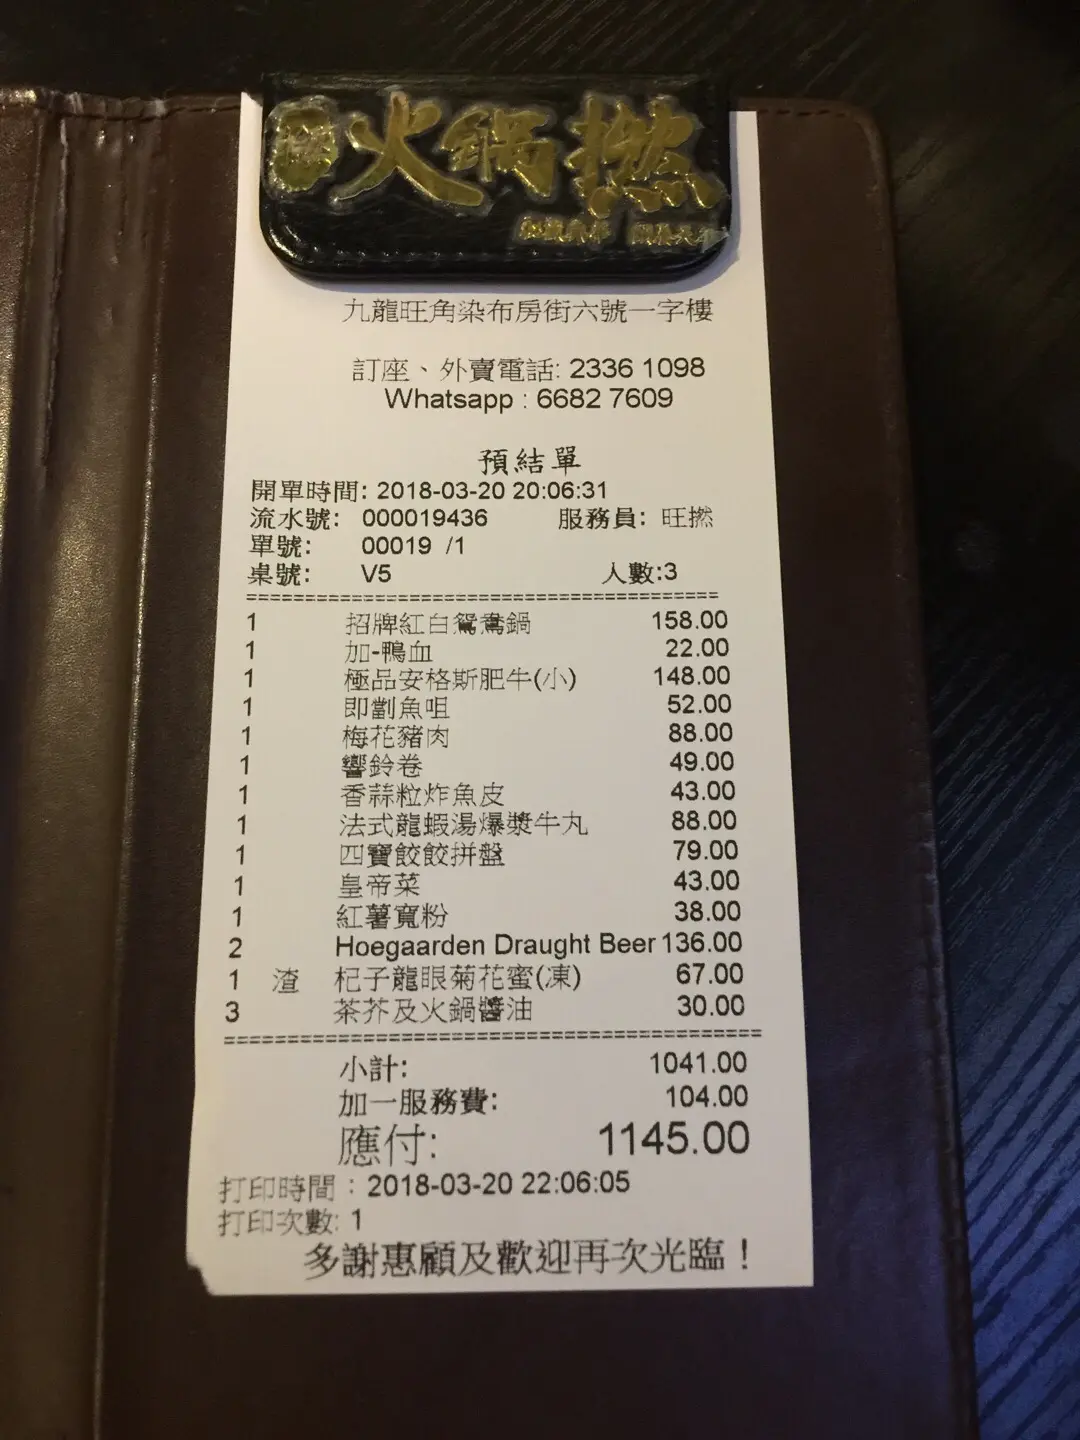 火鍋撚
九龍旺角染布房街六號一字樓
訂座、外賣電話: 2336 1098
Whatsapp : 6682 7609
預結單
開單時間: 2018-03-20 20:06:31
流水號: 000019436 服務員: 旺撚
單號: 00019 /1
桌號: V5 人數:3
1 招牌紅白鴛鴦鍋 158.00
1 加-鴨血 22.00
1 極品安格斯肥牛(小) 148.00
1 即劏魚咀 52.00
1 梅花豬肉 88.00
1 響鈴卷 49.00
1 香蒜粒炸魚皮 43.00
1 法式龍蝦湯爆漿牛丸 88.00
1 四寶餃餃拼盤 79.00
1 皇帝菜 43.00
1 紅薯寬粉 38.00
2 Hoegaarden Draught Beer 136.00
1 渣 杞子龍眼菊花蜜(凍) 67.00
3 茶芥及火鍋醬油 30.00
小計: 1041.00
加一服務費: 104.00
應付: 1145.00
打印時間 : 2018-03-20 22:06:05
打印次數: 1
多謝惠顧及歡迎再次光臨！